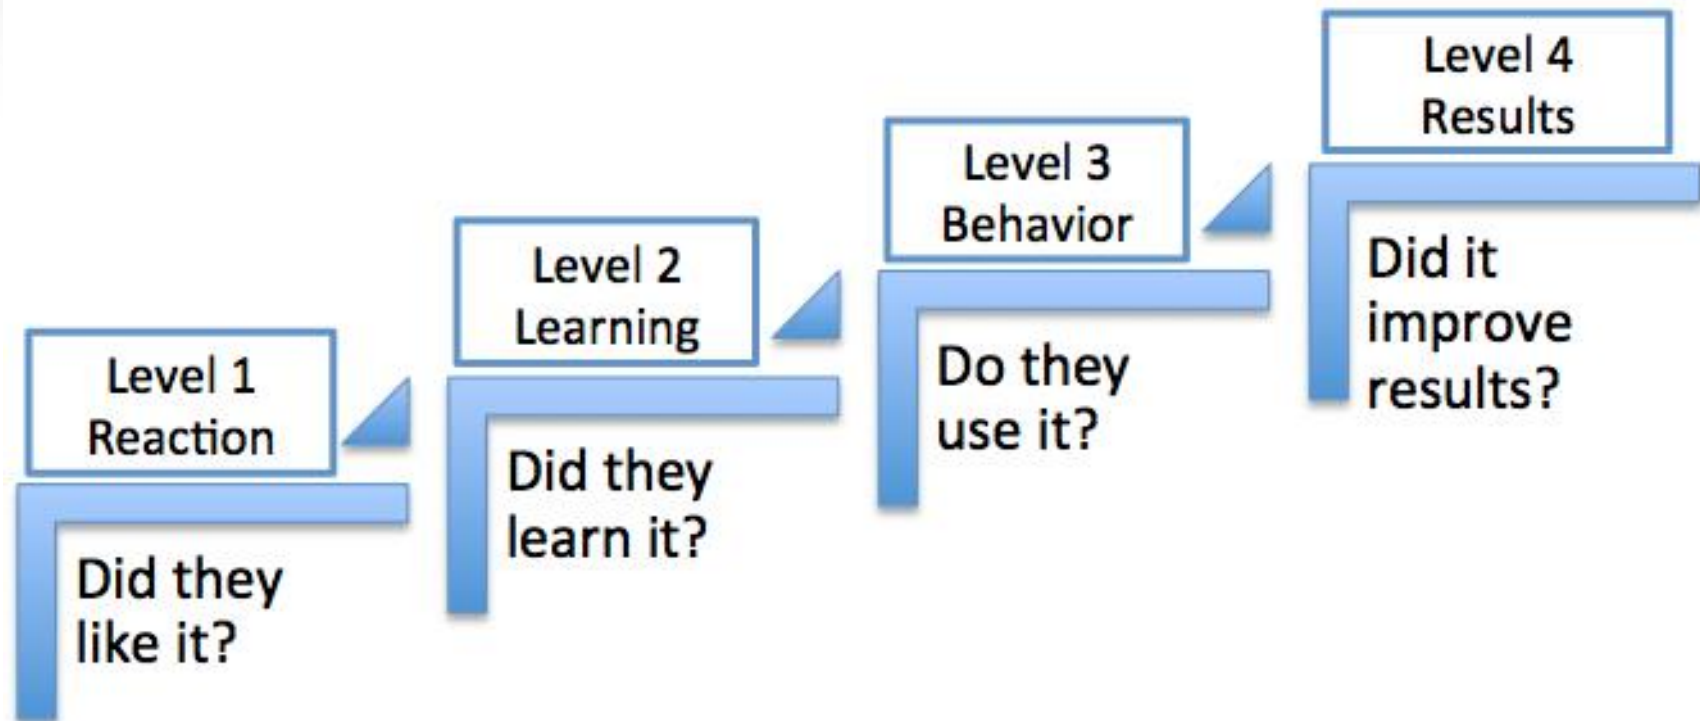 Level 1
Reaction
Did they
like it?
Level 2
Learning
Did they
learn it?
Level 3
Behavior
Do they
use it?
Level 4
Results
Did it
improve
results?